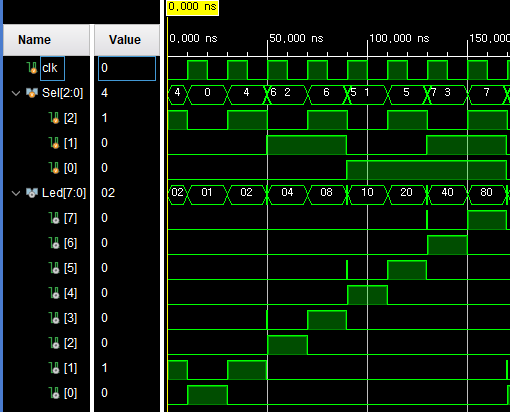 0,000 ns
Name Value 0,000 ns 50,000 ns 100,000 ns 150,00
clk 0
Sel[2:0] 4 4 0 4 6 2 6 5 1 5 7 3 7
[2] 1
[1] 0
[0] 0
Led[7:0] 02 02 01 02 04 08 10 20 40 80
[7] 0
[6] 0
[5] 0
[4] 0
[3] 0
[2] 0
[1] 1
[0] 0